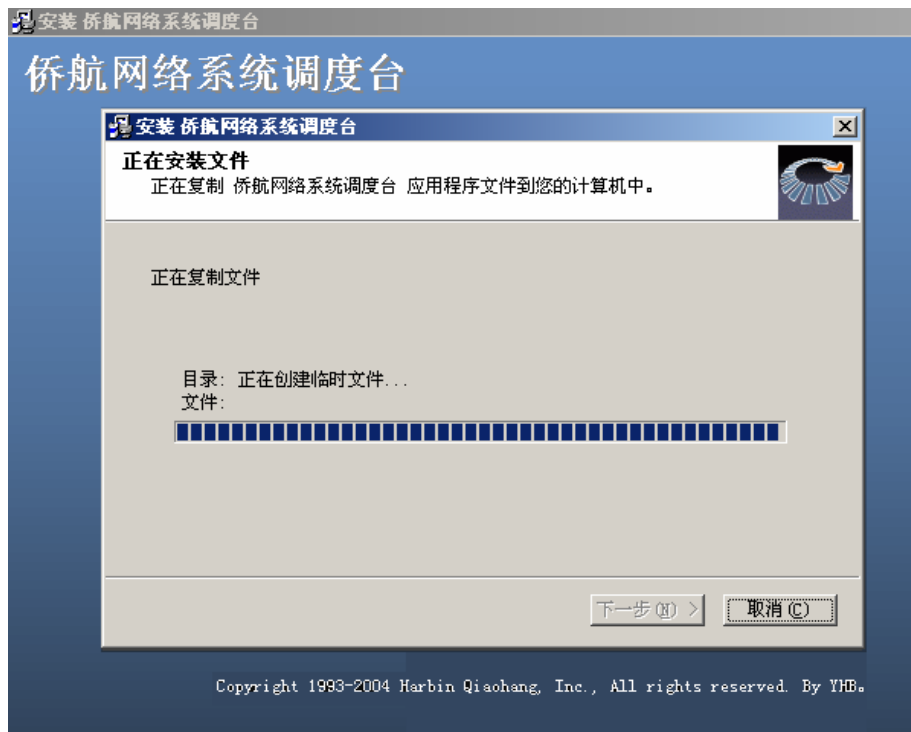 安装 侨航网络系统调度台
侨航网络系统调度台
安装 侨航网络系统调度台
正在安装文件
正在复制 侨航网络系统调度台 应用程序文件到您的计算机中。
正在复制文件
目录: 正在创建临时文件...
文件:
下一步(N) >
取消(C)
Copyright 1993-2004 Harbin Qiaohang, Inc., All rights reserved. By YHB。